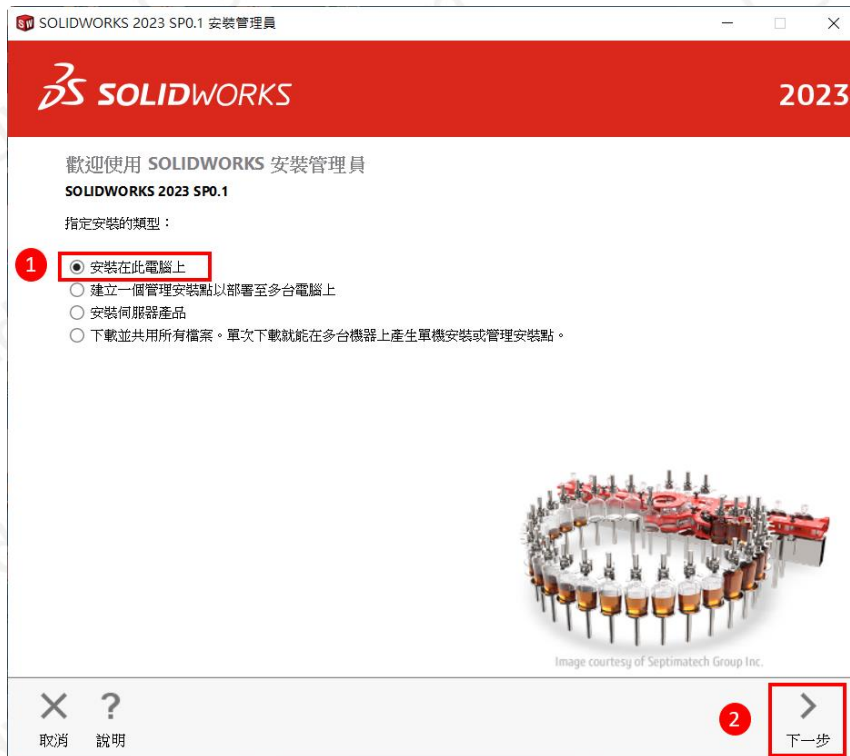 SOLIDWORKS 2023 SP0.1 安裝管理員
SOLIDWORKS
2023
歡迎使用 SOLIDWORKS 安裝管理員
SOLIDWORKS 2023 SP0.1
指定安裝的類型：
1
安裝在此電腦上
建立一個管理安裝點以部署至多台電腦上
安裝伺服器產品
下載並共用所有檔案。單次下載就能在多台機器上產生單機安裝或管理安裝點。
Image courtesy of Septimatech Group Inc.
取消
說明
2
下一步